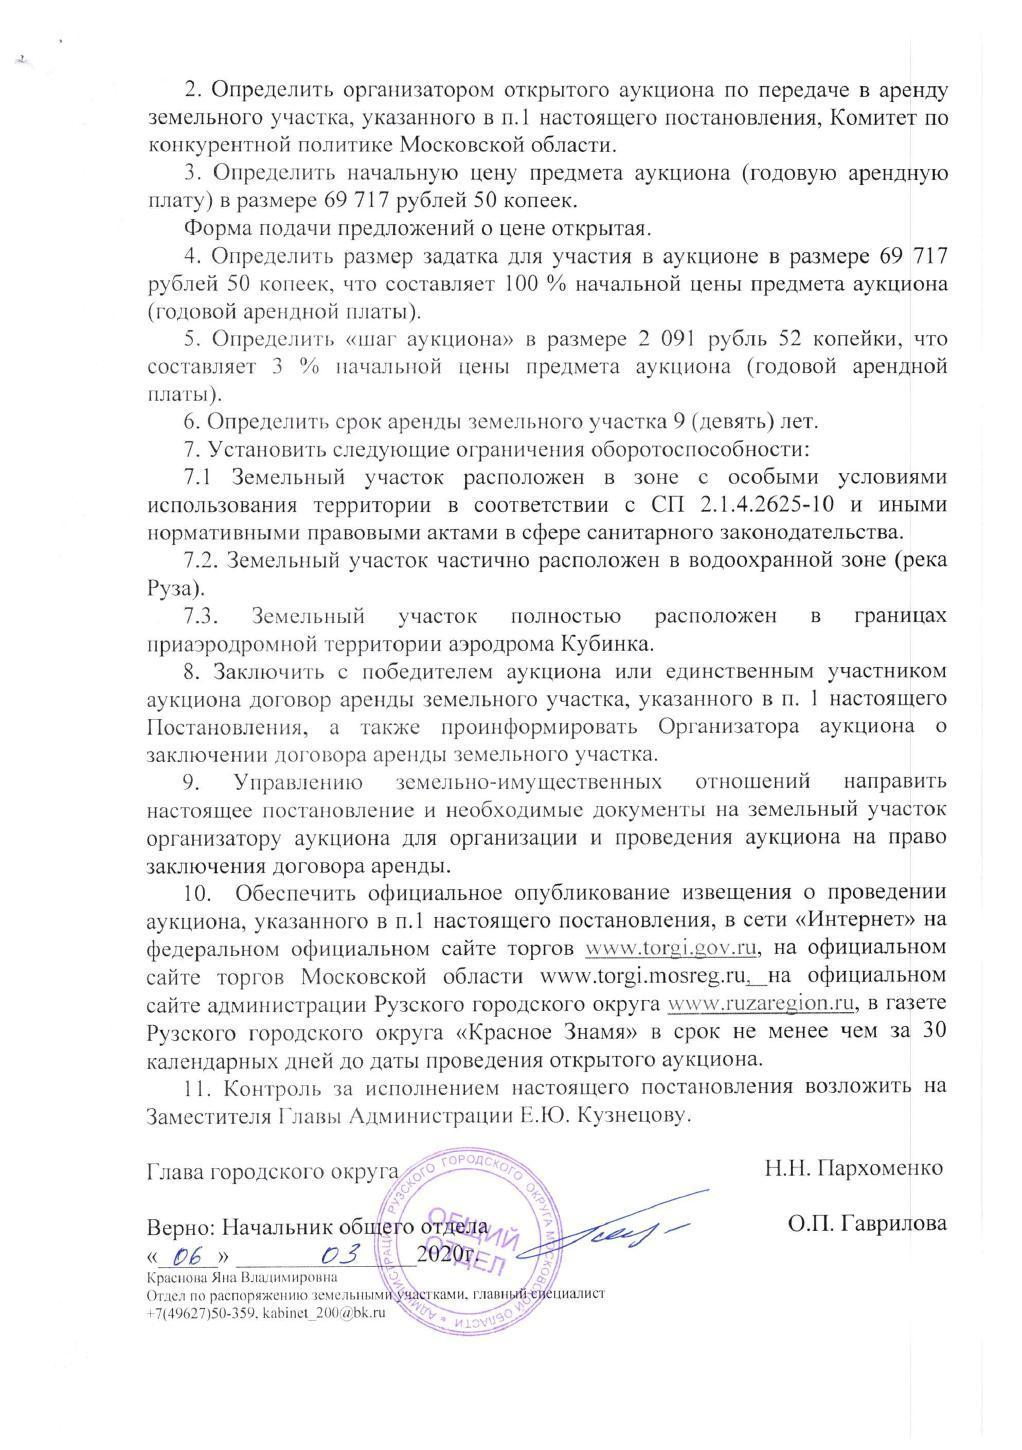 2. Определить организатором открытого аукциона по передаче в аренду
земельного участка, указанного в п.1 настоящего постановления, Комитет по
конкурентной политике Московской области.
3. Определить начальную цену предмета аукциона (годовую арендную
плату) в размере 69 717 рублей 50 копеек.
Форма подачи предложений о цене открытая.
4. Определить размер задатка для участия в аукционе в размере 69 717
рублей 50 копеек, что составляет 100 % начальной цены предмета аукциона
(годовой арендной платы).
5. Определить «шаг аукциона» в размере 2 091 рубль 52 копейки, что
составляет 3 % начальной цены предмета аукциона (годовой арендной
платы).
6. Определить срок аренды земельного участка 9 (девять) лет.
7. Установить следующие ограничения оборотоспособности:
7.1 Земельный участок расположен в зоне с особыми условиями
использования территории в соответствии с СП 2.1.4.2625-10 и иными
нормативными правовыми актами в сфере санитарного законодательства.
7.2. Земельный участок частично расположен в водоохранной зоне (река
Руза).
7.3. Земельный участок полностью расположен в границах
приаэродромной территории аэродрома Кубинка.
8. Заключить с победителем аукциона или единственным участником
аукциона договор аренды земельного участка, указанного в п. 1 настоящего
Постановления, а также проинформировать Организатора аукциона о
заключении договора аренды земельного участка.
9. Управлению земельно-имущественных отношений направить
настоящее постановление и необходимые документы на земельный участок
организатору аукциона для организации и проведения аукциона на право
заключения договора аренды.
10. Обеспечить официальное опубликование извещения о проведении
аукциона, указанного в п.1 настоящего постановления, в сети «Интернет» на
федеральном официальном сайте торгов www.torgi.gov.ru, на официальном
сайте торгов Московской области www.torgi.mosreg.ru, на официальном
сайте администрации Рузского городского округа www.ruzaregion.ru, в газете
Рузского городского округа «Красное Знамя» в срок не менее чем за 30
календарных дней до даты проведения открытого аукциона.
11. Контроль за исполнением настоящего постановления возложить на
Заместителя Главы Администрации Е.Ю. Кузнецову.
Глава городского округа Н.Н. Пархоменко
Верно: Начальник общего отдела О.П. Гаврилова
« 06 » 03 2020г.
Краснова Яна Владимировна
Отдел по распоряжению земельными участками, главный специалист
+7(49627)50-359, kabinet_200@bk.ru
АДМИНИСТРАЦИЯ РУЗСКОГО ГОРОДСКОГО ОКРУГА МОСКОВСКОЙ ОБЛАСТИ
ОБЩИЙ
ОТДЕЛ